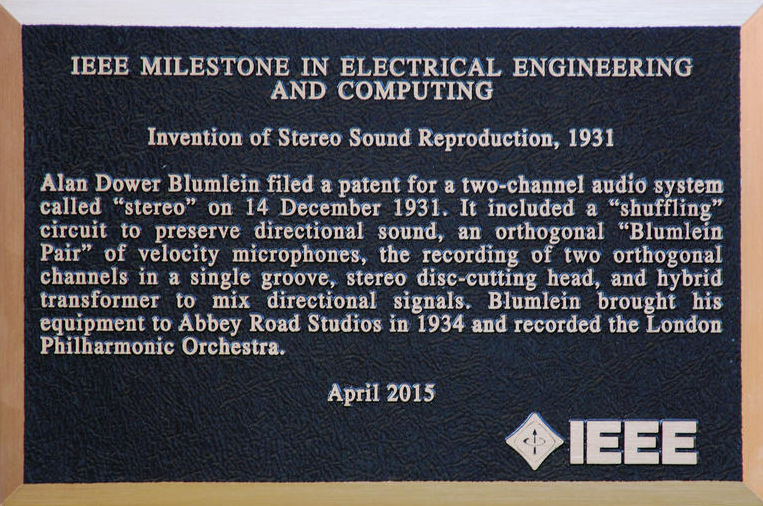 IEEE MILESTONE IN ELECTRICAL ENGINEERING
AND COMPUTING
Invention of Stereo Sound Reproduction, 1931
Alan Dower Blumlein filed a patent for a two-channel audio system
called “stereo” on 14 December 1931. It included a “shuffling”
circuit to preserve directional sound, an orthogonal “Blumlein
Pair” of velocity microphones, the recording of two orthogonal
channels in a single groove, stereo disc-cutting head, and hybrid
transformer to mix directional signals. Blumlein brought his
equipment to Abbey Road Studios in 1934 and recorded the London
Philharmonic Orchestra.
April 2015
IEEE